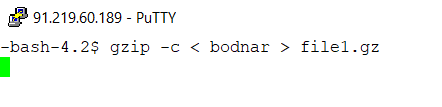 91.219.60.189 - PuTTY
-bash-4.2$ gzip -c < bodnar > file1.gz